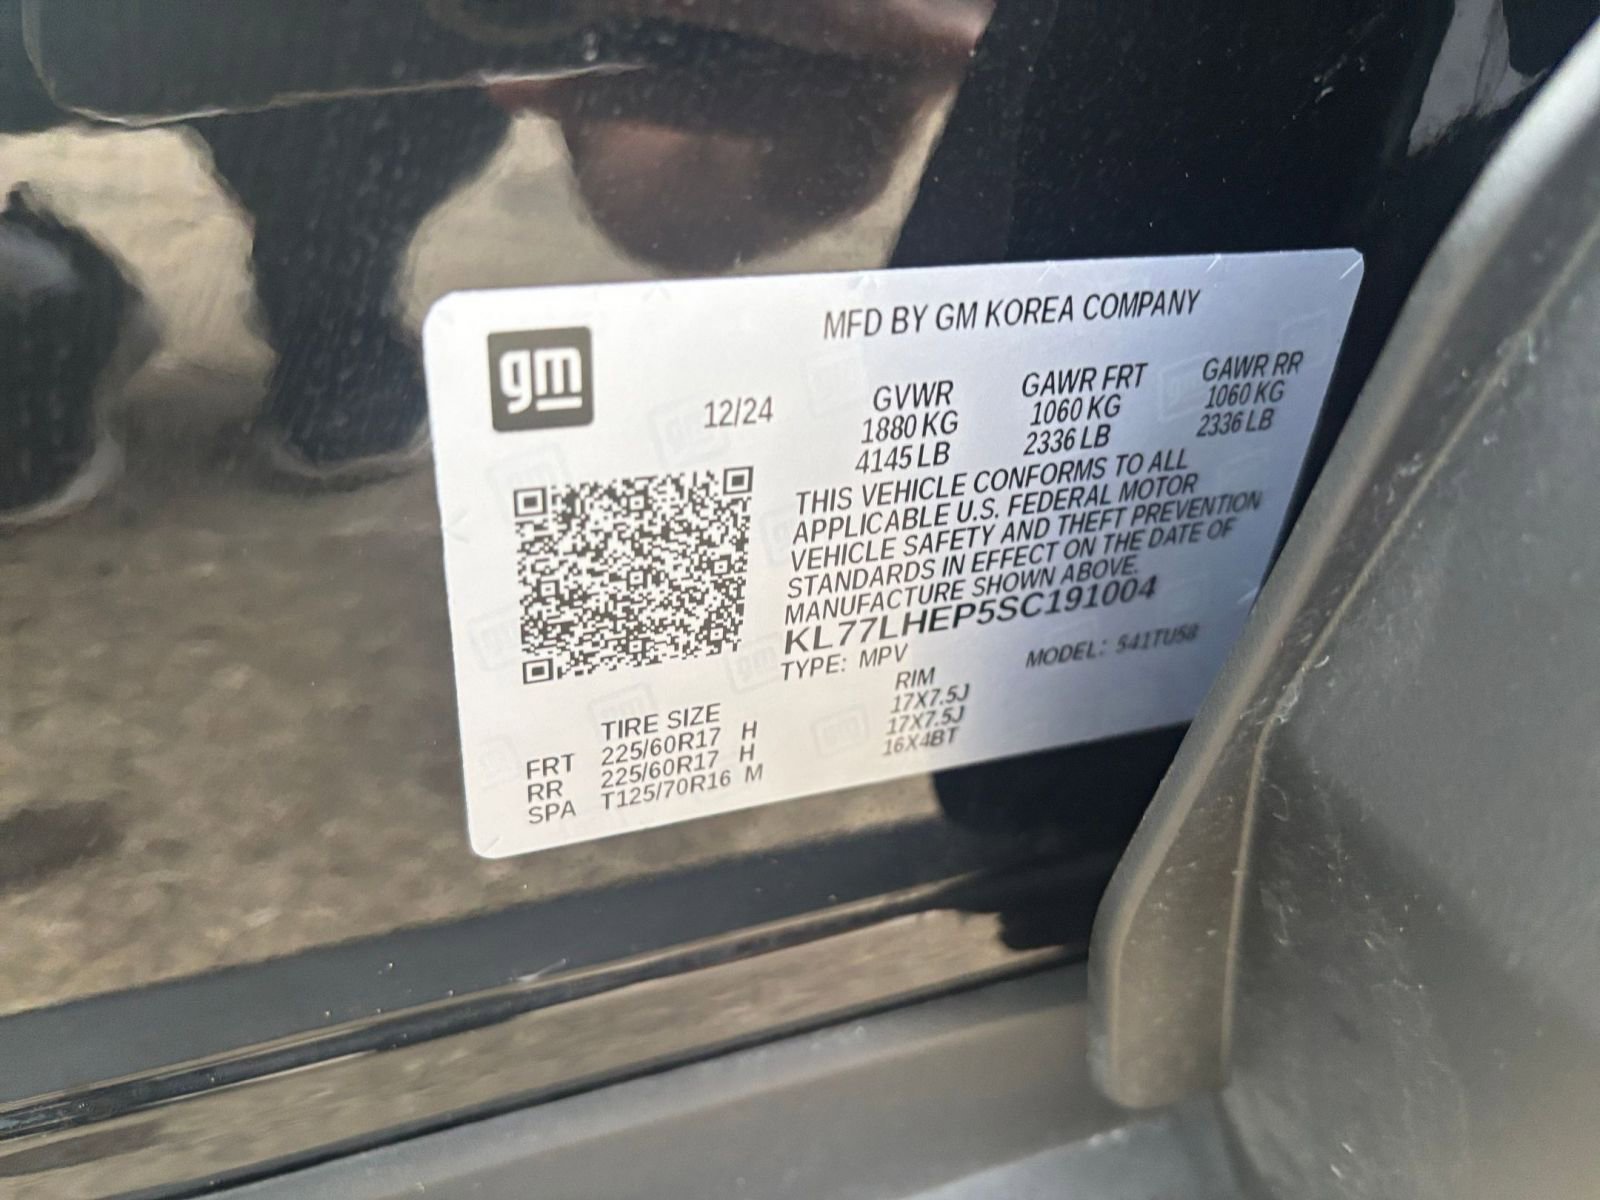 gm
MFD BY GM KOREA COMPANY
12/24
GVWR GAWR FRT GAWR RR
1880 KG 1060 KG 1060 KG
4145 LB 2336 LB 2336 LB
THIS VEHICLE CONFORMS TO ALL
APPLICABLE U.S. FEDERAL MOTOR
VEHICLE SAFETY AND THEFT PREVENTION
STANDARDS IN EFFECT ON THE DATE OF
MANUFACTURE SHOWN ABOVE.
KL77LHEP5SC191004
TYPE: MPV MODEL: 541TU58
TIRE SIZE RIM
FRT 225/60R17 H 17X7.5J
RR 225/60R17 H 17X7.5J
SPA T125/70R16 M 16X4BT